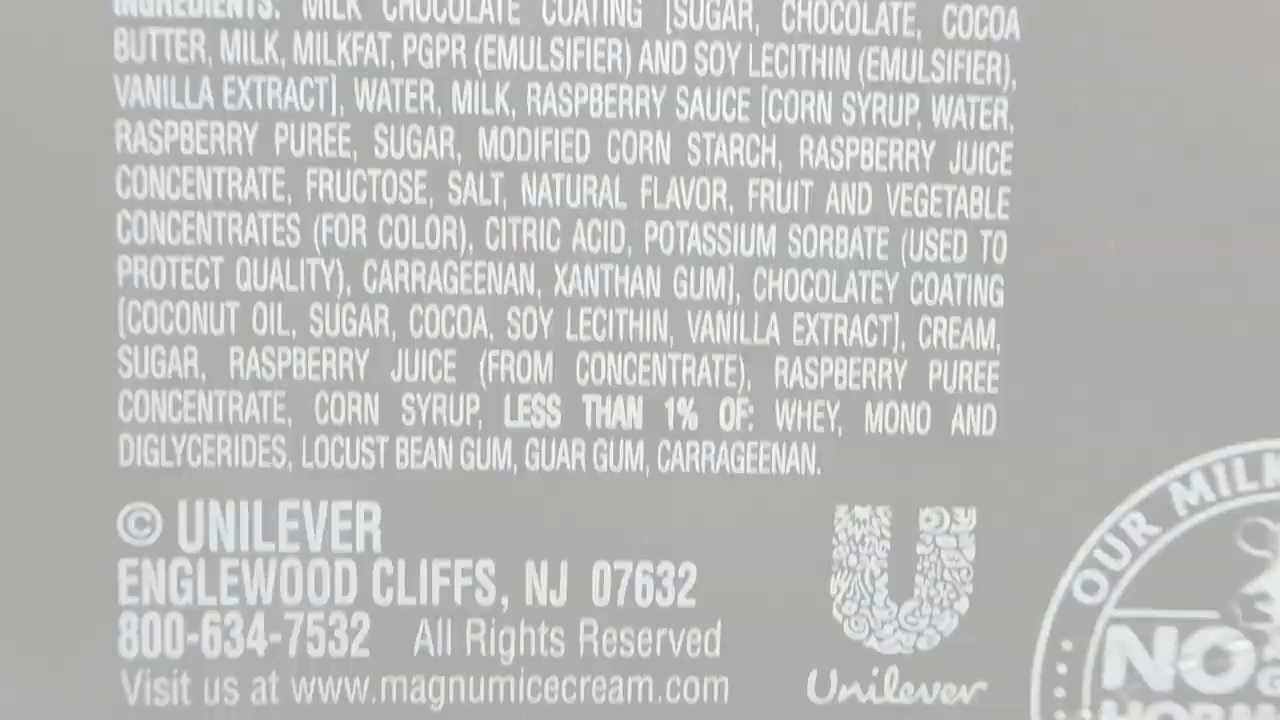 INGREDIENTS: MILK CHOCOLATE COATING [SUGAR, CHOCOLATE, COCOA
BUTTER, MILK, MILKFAT, PGPR (EMULSIFIER) AND SOY LECITHIN (EMULSIFIER),
VANILLA EXTRACT], WATER, MILK, RASPBERRY SAUCE [CORN SYRUP, WATER,
RASPBERRY PUREE, SUGAR, MODIFIED CORN STARCH, RASPBERRY JUICE
CONCENTRATE, FRUCTOSE, SALT, NATURAL FLAVOR, FRUIT AND VEGETABLE
CONCENTRATES (FOR COLOR), CITRIC ACID, POTASSIUM SORBATE (USED TO
PROTECT QUALITY), CARRAGEENAN, XANTHAN GUM], CHOCOLATEY COATING
[COCONUT OIL, SUGAR, COCOA, SOY LECITHIN, VANILLA EXTRACT], CREAM,
SUGAR, RASPBERRY JUICE (FROM CONCENTRATE), RASPBERRY PUREE
CONCENTRATE, CORN SYRUP, LESS THAN 1% OF: WHEY, MONO AND
DIGLYCERIDES, LOCUST BEAN GUM, GUAR GUM, CARRAGEENAN.
© UNILEVER
ENGLEWOOD CLIFFS, NJ 07632
800-634-7532 All Rights Reserved
Visit us at www.magnumicecream.com
Unilever
OUR MILK
NO